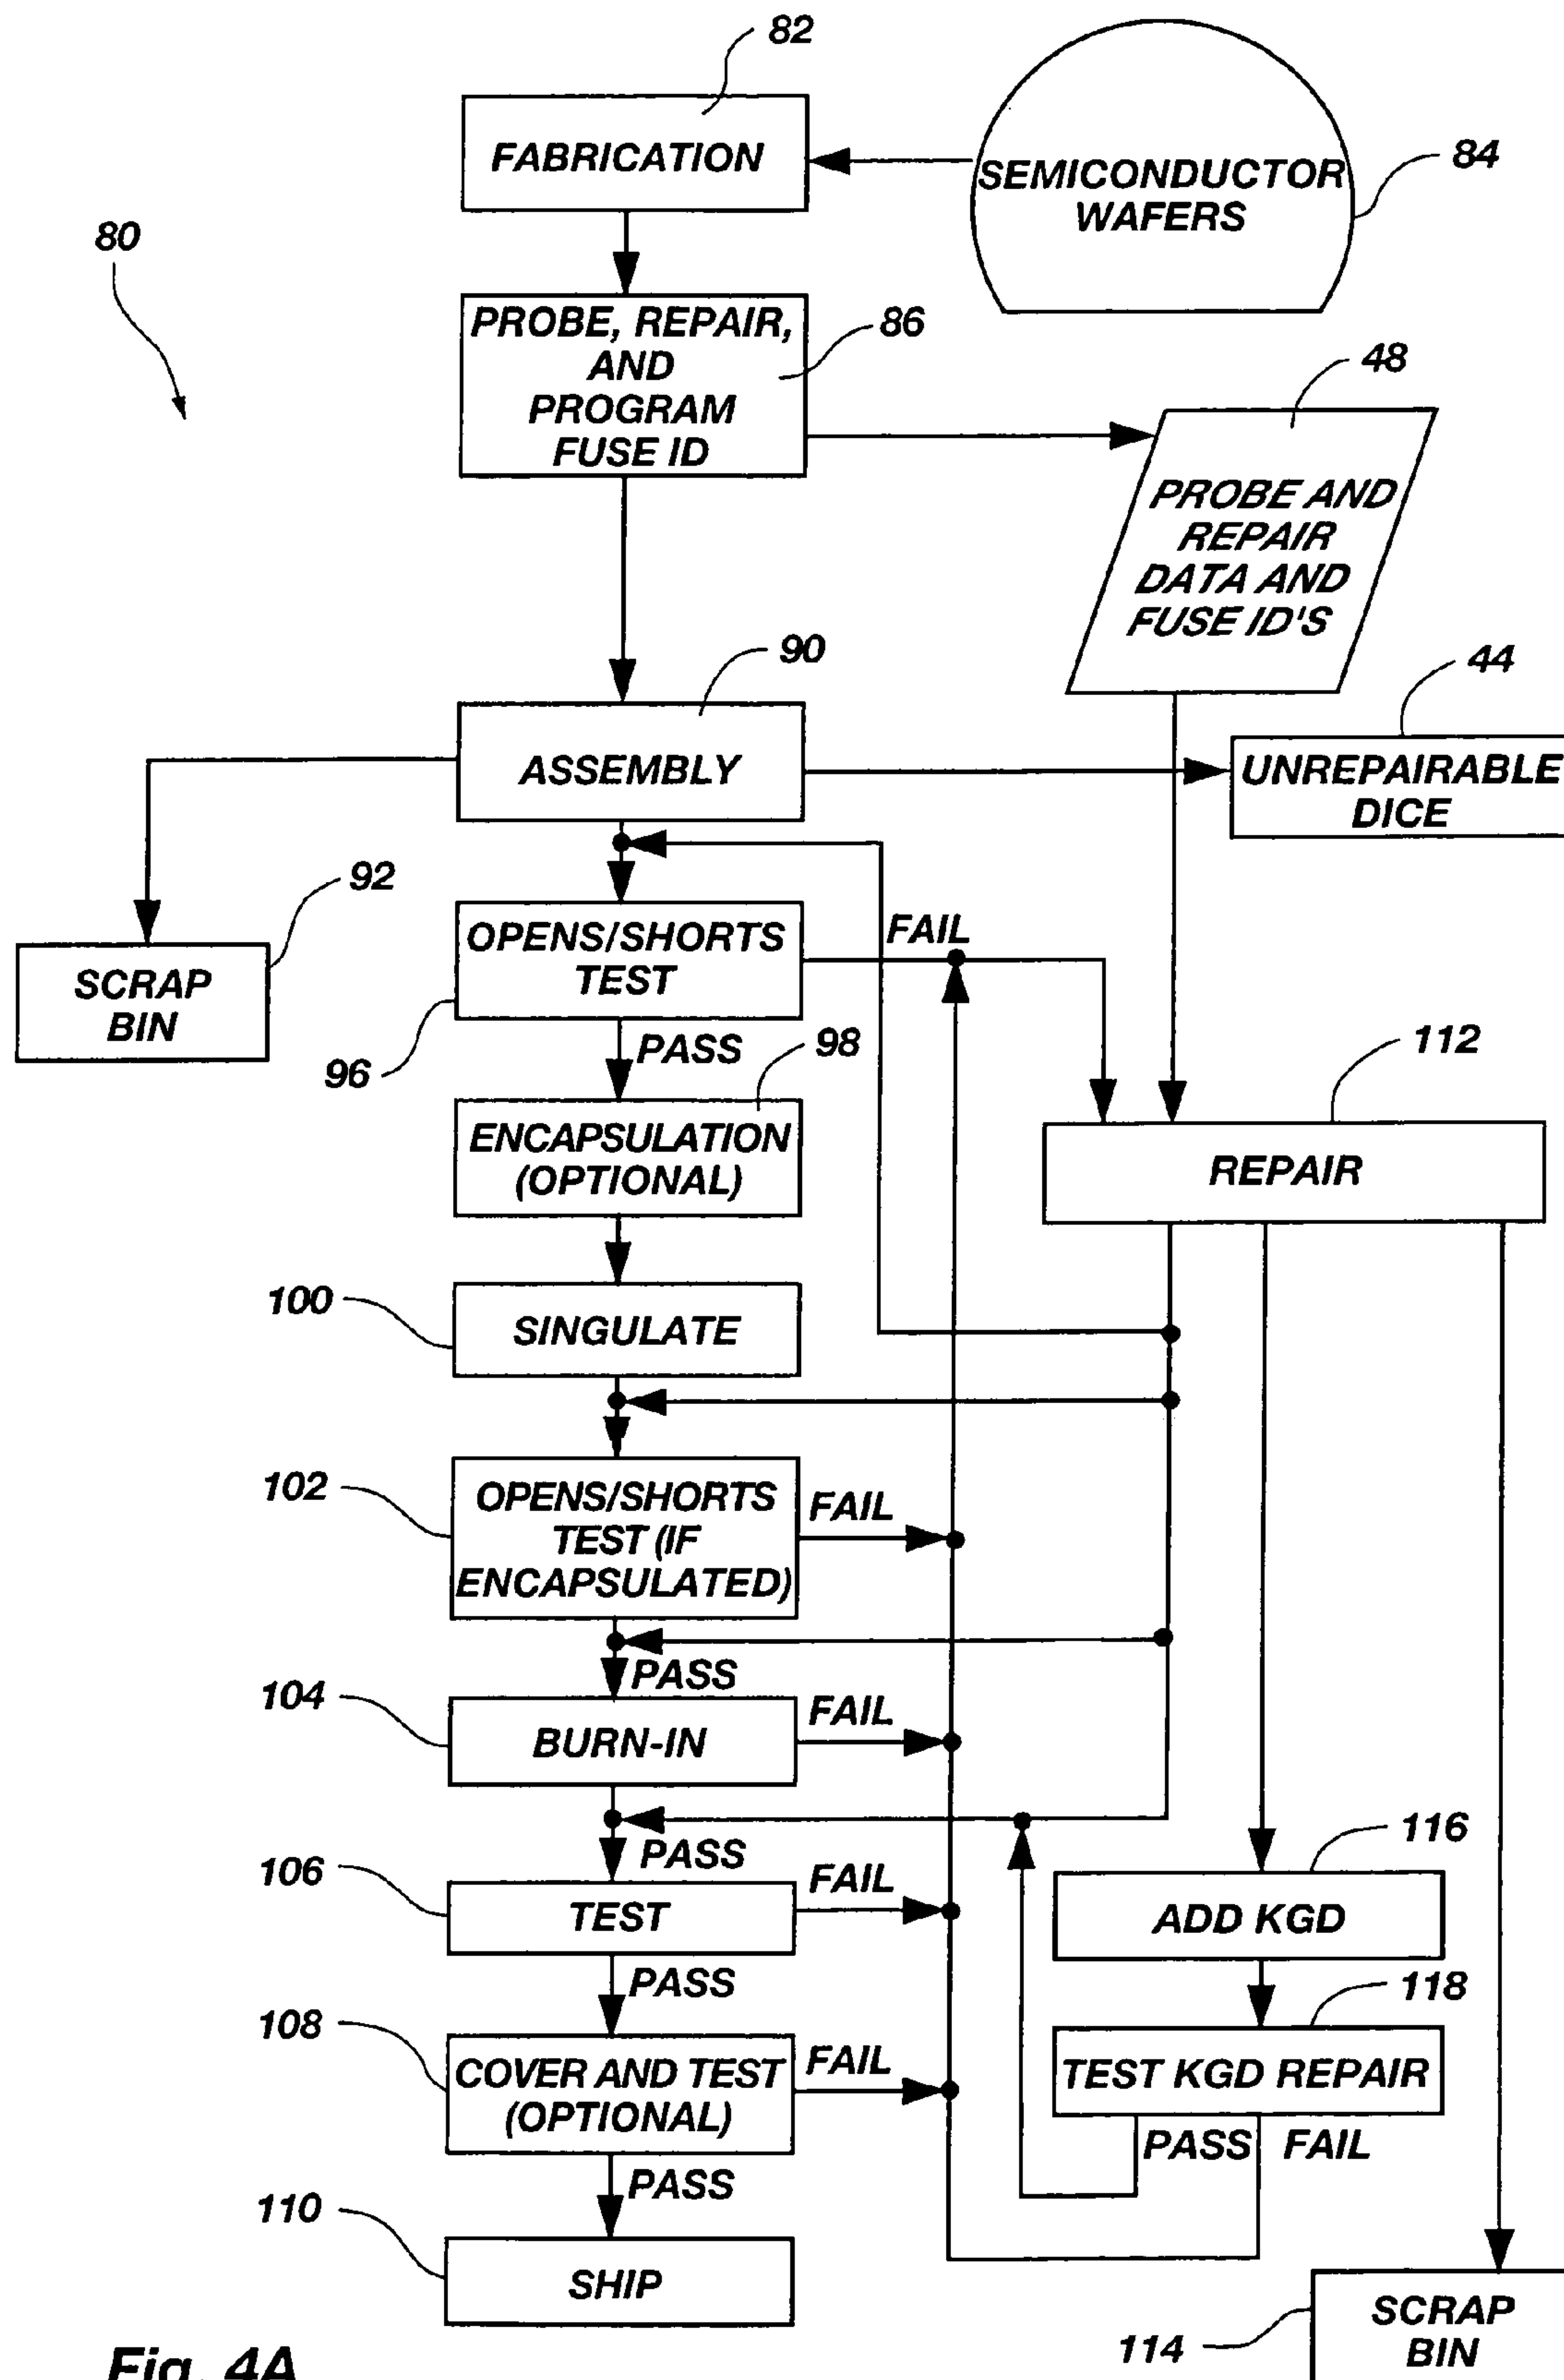 82
FABRICATION
SEMICONDUCTOR
WAFERS
84
80
PROBE, REPAIR,
AND
PROGRAM
FUSE ID
86
48
PROBE AND
REPAIR
DATA AND
FUSE ID'S
90
44
ASSEMBLY
UNREPAIRABLE
DICE
92
SCRAP
BIN
OPENS/SHORTS
TEST
FAIL
96
PASS
98
112
ENCAPSULATION
(OPTIONAL)
REPAIR
100
SINGULATE
102
OPENS/SHORTS
TEST (IF
ENCAPSULATED)
FAIL
PASS
104
BURN-IN
FAIL
PASS
106
TEST
FAIL
116
ADD KGD
PASS
118
108
COVER AND TEST
(OPTIONAL)
FAIL
TEST KGD REPAIR
PASS
FAIL
PASS
110
SHIP
SCRAP
BIN
114
Fig. 4A